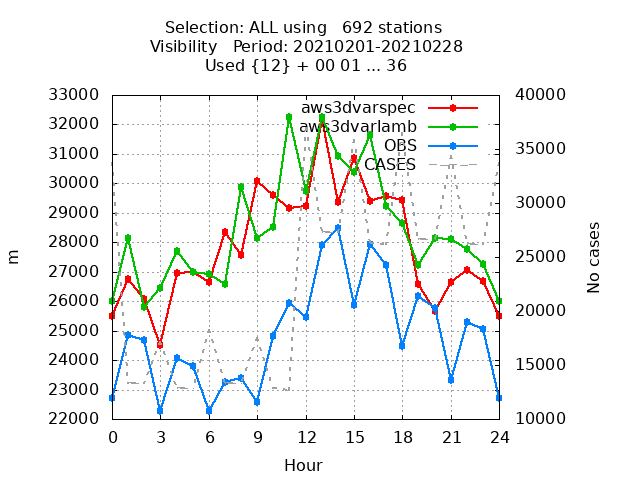 Selection: ALL using   692 stations
Visibility   Period: 20210201-20210228
Used {12} + 00 01 ... 36
33000
32000
31000
30000
29000
28000
27000
26000
25000
24000
23000
22000
m
aws3dvarspec
aws3dvarlamb
OBS
CASES
40000
35000
30000
25000
20000
15000
10000
No cases
0 3 6 9 12 15 18 21 24
Hour